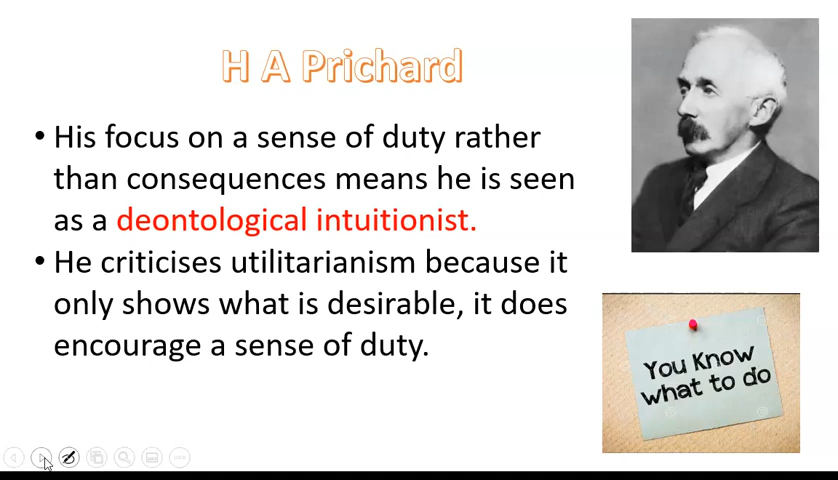 H A Prichard
• His focus on a sense of duty rather
than consequences means he is seen
as a deontological intuitionist.
• He criticises utilitarianism because it
only shows what is desirable, it does
encourage a sense of duty.
You Know
what to do